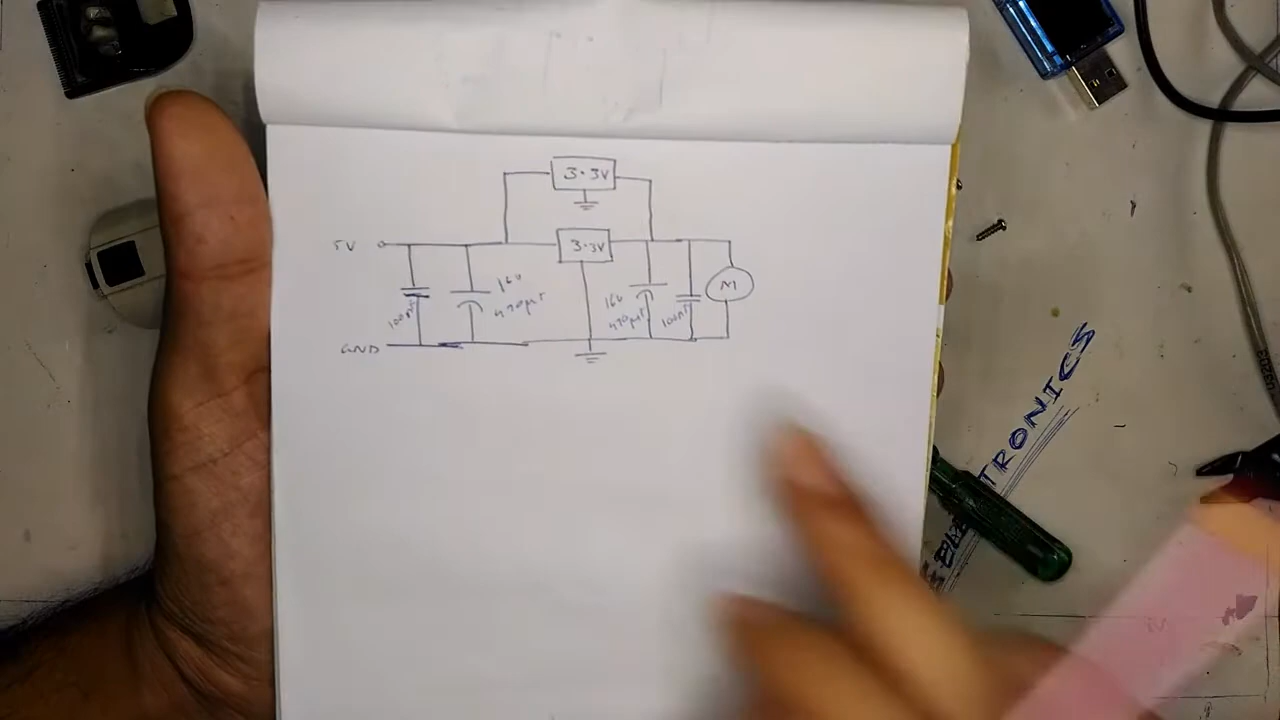 3.3V
5V
3.3V
16V
470µF
100nF
16V
470µF
100nF
M
GND
TRONICS